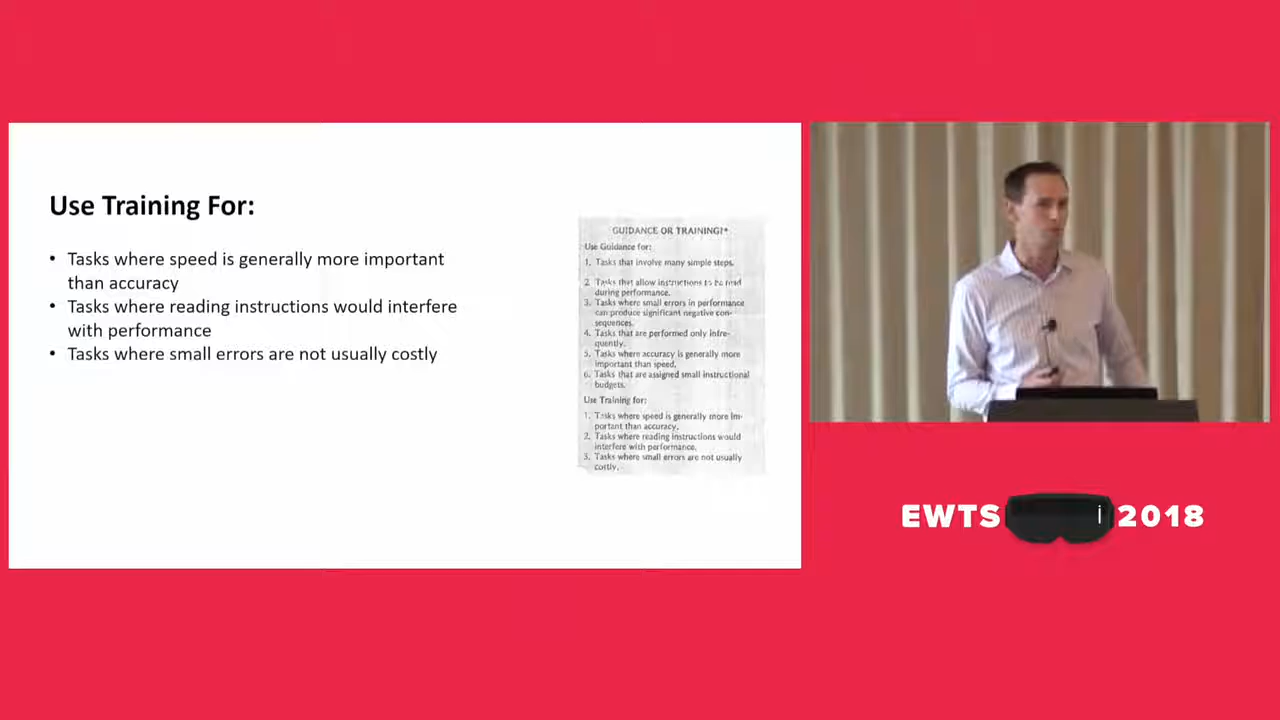 Use Training For:
• Tasks where speed is generally more important
than accuracy
• Tasks where reading instructions would interfere
with performance
• Tasks where small errors are not usually costly
GUIDANCE OR TRAINING?*
Use Guidance for:
1. Tasks that involve many simple steps.
2. Tasks that allow instructions to be read
during performance.
3. Tasks where small errors in performance
can produce significant negative con-
sequences.
4. Tasks that are performed only infre-
quently.
5. Tasks where accuracy is generally more
important than speed.
6. Tasks that are assigned small instructional
budgets.
Use Training for:
1. Tasks where speed is generally more im-
portant than accuracy.
2. Tasks where reading instructions would
interfere with performance.
3. Tasks where small errors are not usually
costly.
EWTS 2018